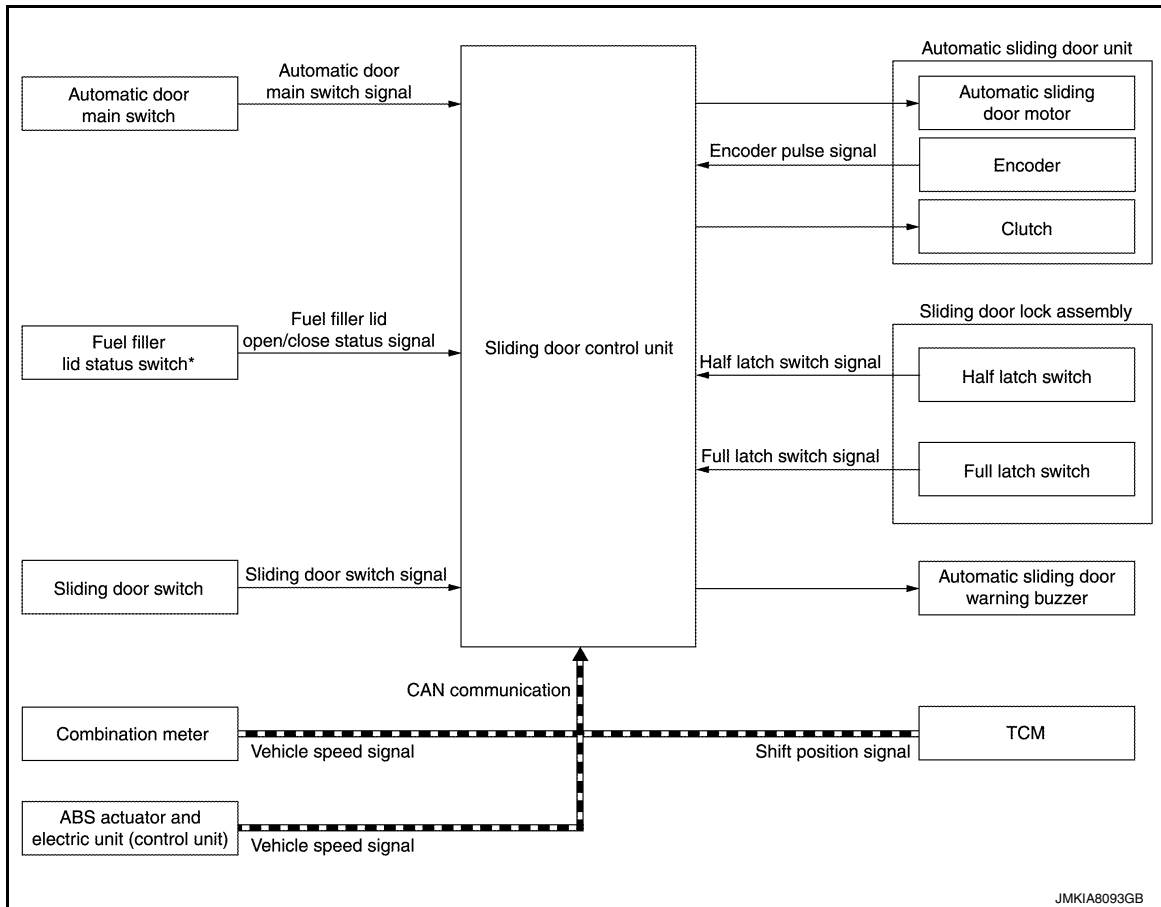 Automatic sliding door unit
Automatic door
main switch
Automatic door
main switch signal
Automatic sliding
door motor
Encoder pulse signal
Encoder
Clutch
Fuel filler
lid status switch*
Fuel filler lid
open/close status signal
Sliding door control unit
Sliding door lock assembly
Half latch switch signal
Half latch switch
Full latch switch signal
Full latch switch
Sliding door switch
Sliding door switch signal
Automatic sliding door
warning buzzer
CAN communication
Combination meter
Vehicle speed signal
Shift position signal
TCM
ABS actuator and
electric unit (control unit)
Vehicle speed signal
JMKIA8093GB